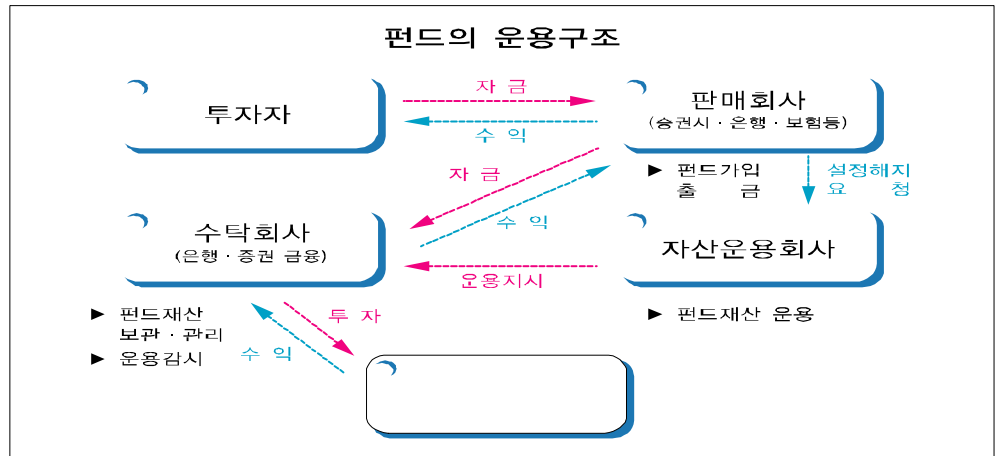 펀드의 운용구조
투자자
자 금
수 익
판매회사
(증권시·은행·보험등)
▶ 펀드가입
출 금
설정해지
요 청
자 금
수 익
수탁회사
(은행·증권 금융)
운용지시
자산운용회사
▶ 펀드재산
보관·관리
▶ 운용감시
투 자
수 익
▶ 펀드재산 운용